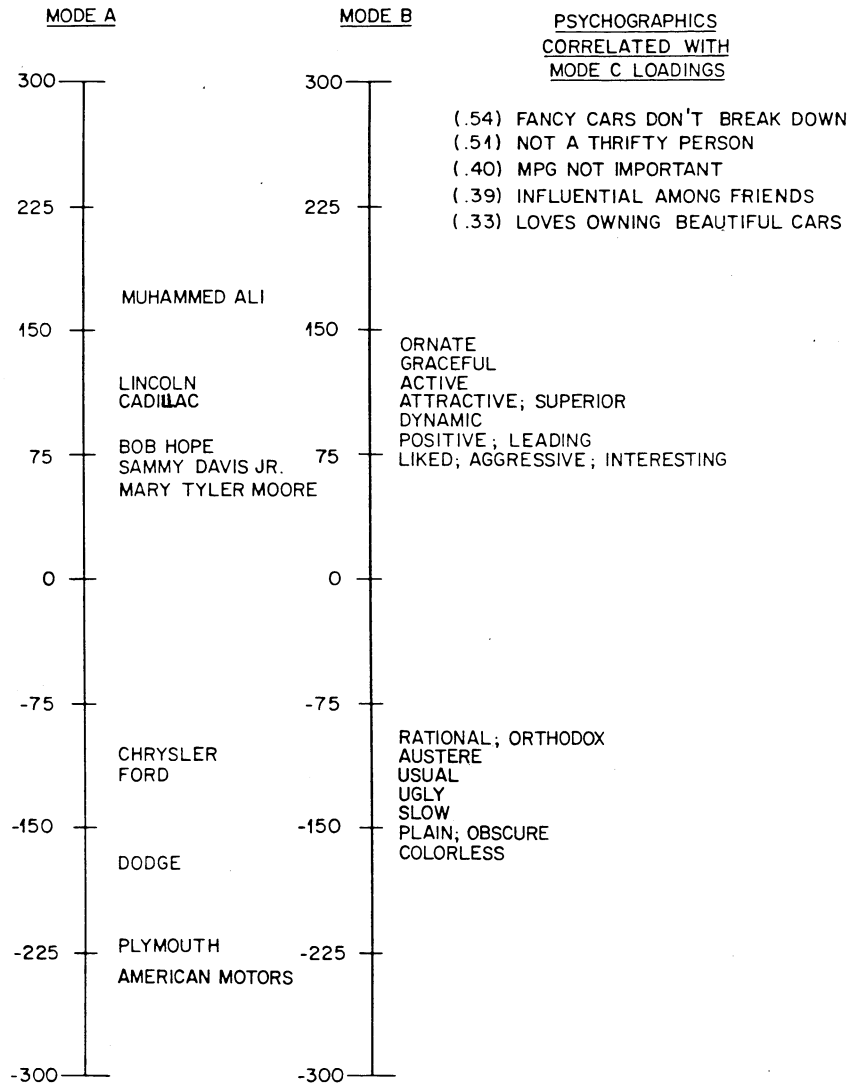 MODE A
300
225
MUHAMMED ALI
150
LINCOLN
CADILLAC
BOB HOPE
75
SAMMY DAVIS JR.
MARY TYLER MOORE
0
-75
CHRYSLER
FORD
-150
DODGE
PLYMOUTH
-225
AMERICAN MOTORS
-300
MODE B
300
225
150
ORNATE
GRACEFUL
ACTIVE
ATTRACTIVE; SUPERIOR
DYNAMIC
POSITIVE; LEADING
75
LIKED; AGGRESSIVE; INTERESTING
0
-75
RATIONAL; ORTHODOX
AUSTERE
USUAL
UGLY
SLOW
-150
PLAIN; OBSCURE
COLORLESS
-225
-300
PSYCHOGRAPHICS
CORRELATED WITH
MODE C LOADINGS
(.54) FANCY CARS DON'T BREAK DOWN
(.51) NOT A THRIFTY PERSON
(.40) MPG NOT IMPORTANT
(.39) INFLUENTIAL AMONG FRIENDS
(.33) LOVES OWNING BEAUTIFUL CARS